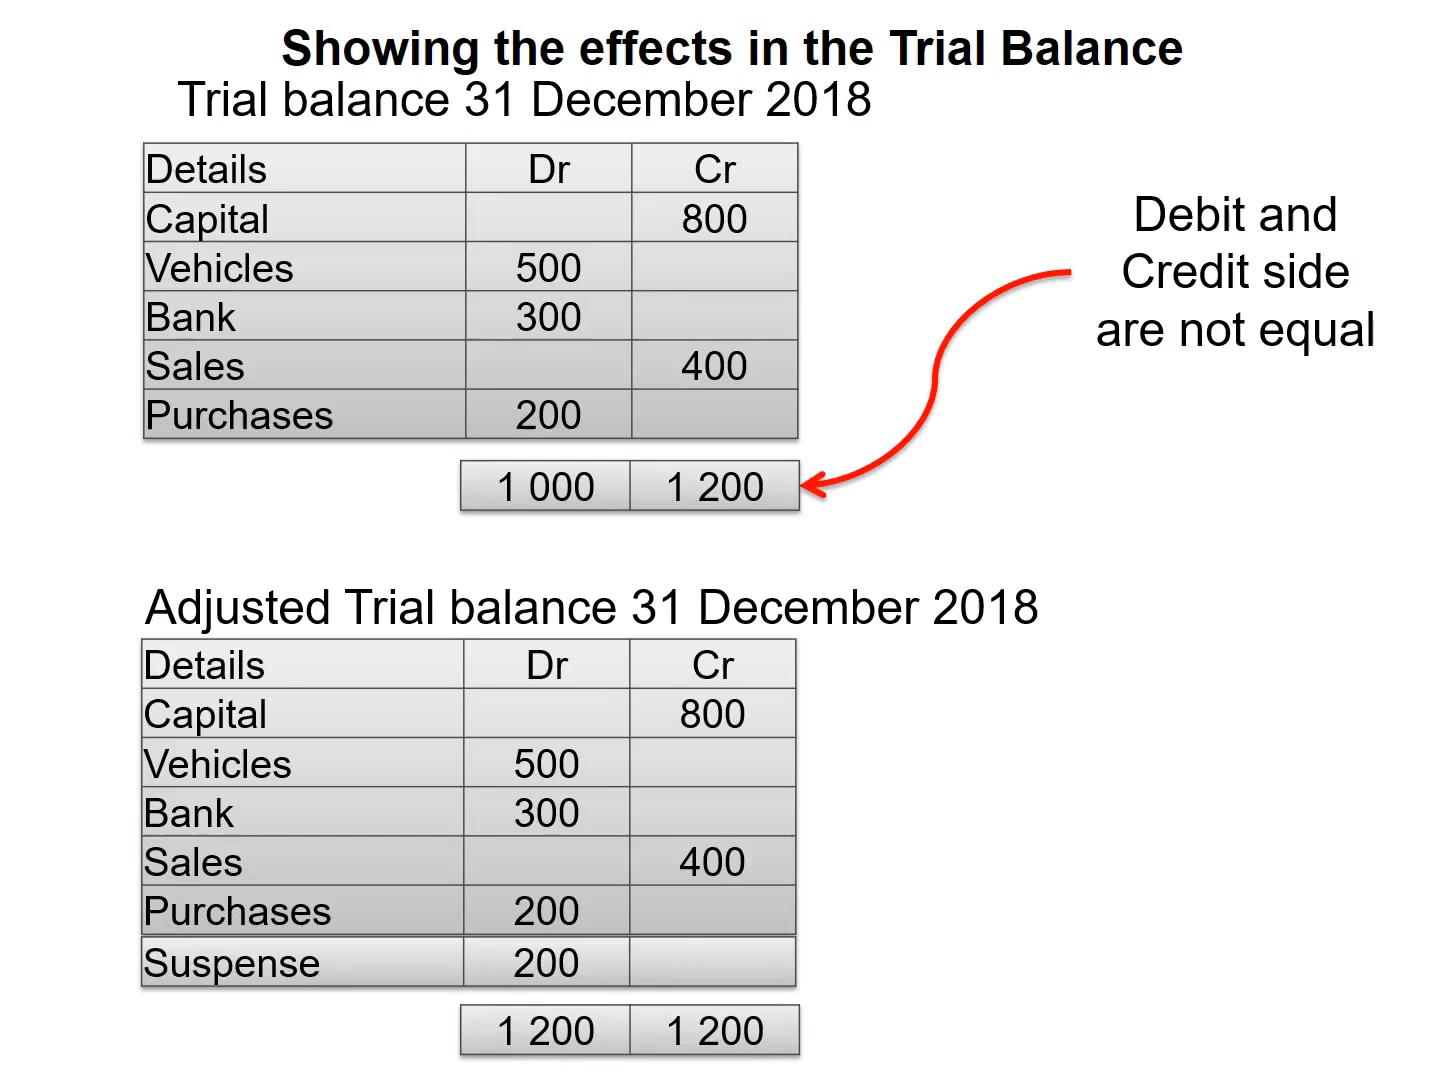 Showing the effects in the Trial Balance
Trial balance 31 December 2018
Details Dr Cr
Capital 800
Vehicles 500
Bank 300
Sales 400
Purchases 200
1 000 1 200
Debit and
Credit side
are not equal
Adjusted Trial balance 31 December 2018
Details Dr Cr
Capital 800
Vehicles 500
Bank 300
Sales 400
Purchases 200
Suspense 200
1 200 1 200